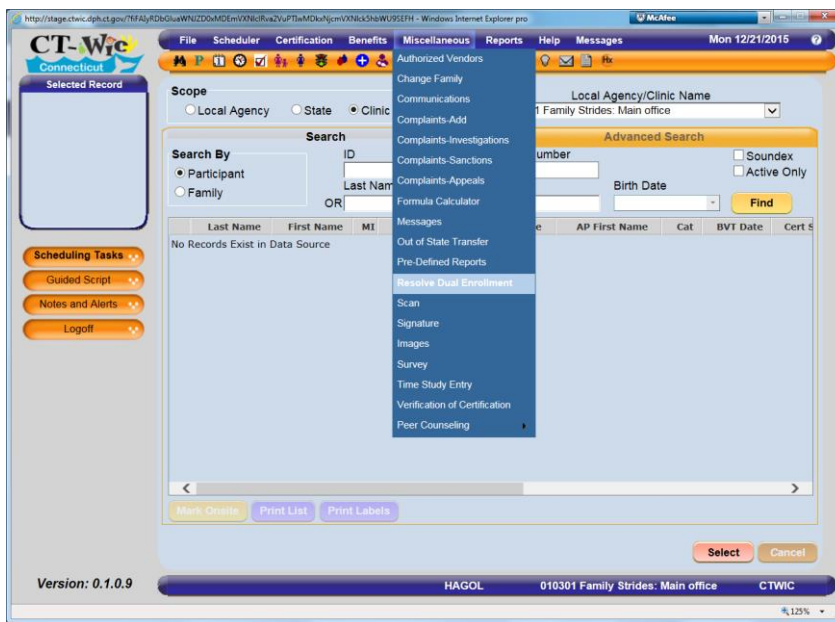 Windows Internet Explorer pro
McAfee
CT-Wic
Connecticut
File Scheduler Certification Benefits Miscellaneous Reports Help Messages Mon 12/21/2015
Selected Record
Scope
Local Agency State Clinic
Local Agency/Clinic Name
1 Family Strides: Main office
Search
Advanced Search
Search By
Participant
Family
ID
umber
Last Nam
OR
Birth Date
Soundex
Active Only
Find
Last Name First Name MI e AP First Name Cat BVT Date Cert S
No Records Exist in Data Source
Authorized Vendors
Change Family
Communications
Complaints-Add
Complaints-Investigations
Complaints-Sanctions
Complaints-Appeals
Formula Calculator
Messages
Out of State Transfer
Pre-Defined Reports
Resolve Dual Enrollment
Scan
Signature
Images
Survey
Time Study Entry
Verification of Certification
Peer Counseling
Scheduling Tasks
Guided Script
Notes and Alerts
Logoff
Mark Onsite Print List Print Labels
Select Cancel
Version: 0.1.0.9
HAGOL 010301 Family Strides: Main office CTWIC
125%